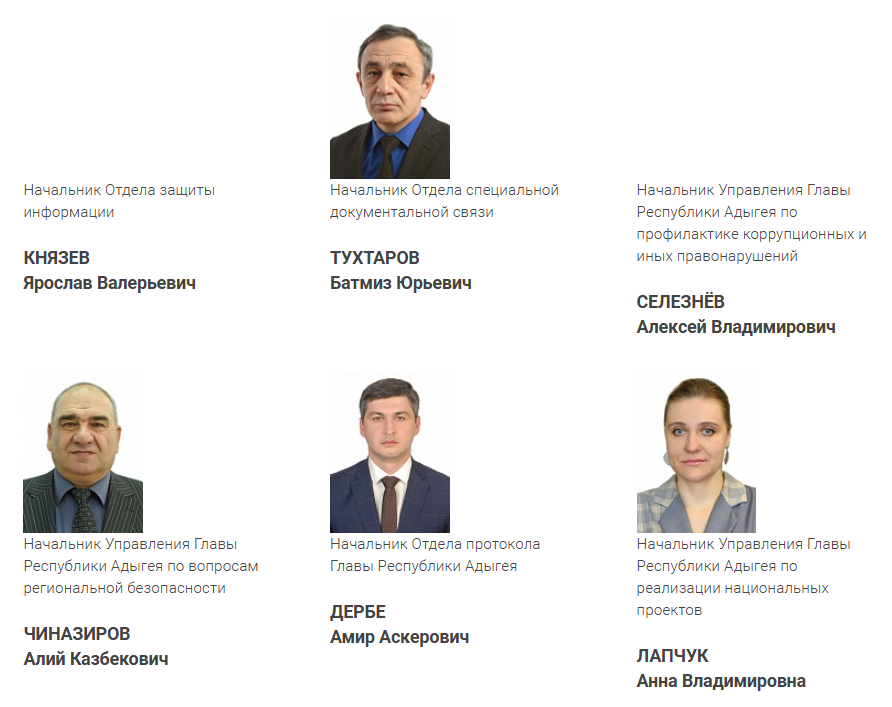 Начальник Отдела защиты
информации
КНЯЗЕВ
Ярослав Валерьевич
Начальник Отдела специальной
документальной связи
ТУХТАРОВ
Батмиз Юрьевич
Начальник Управления Главы
Республики Адыгея по
профилактике коррупционных и
иных правонарушений
СЕЛЕЗНЁВ
Алексей Владимирович
Начальник Управления Главы
Республики Адыгея по вопросам
региональной безопасности
ЧИНАЗИРОВ
Алий Казбекович
Начальник Отдела протокола
Главы Республики Адыгея
ДЕРБЕ
Амир Аскерович
Начальник Управления Главы
Республики Адыгея по
реализации национальных
проектов
ЛАПЧУК
Анна Владимировна